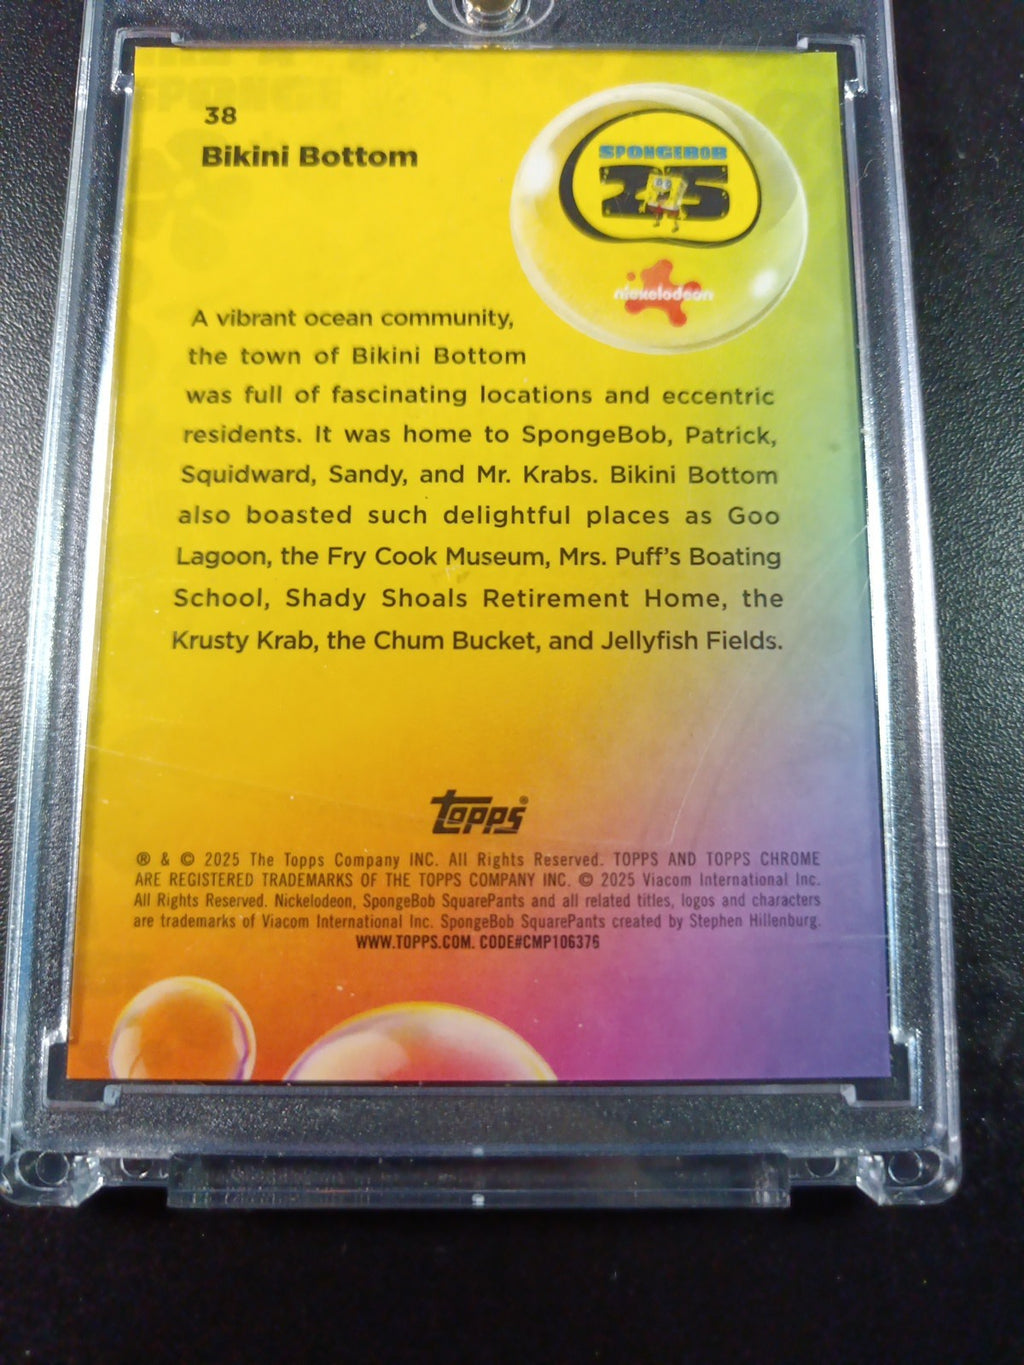 38
Bikini Bottom
SPONGEBOB
25
nickelodeon
A vibrant ocean community,
the town of Bikini Bottom
was full of fascinating locations and eccentric
residents. It was home to SpongeBob, Patrick,
Squidward, Sandy, and Mr. Krabs. Bikini Bottom
also boasted such delightful places as Goo
Lagoon, the Fry Cook Museum, Mrs. Puff's Boating
School, Shady Shoals Retirement Home, the
Krusty Krab, the Chum Bucket, and Jellyfish Fields.
Topps®
® & © 2025 The Topps Company INC. All Rights Reserved. TOPPS AND TOPPS CHROME
ARE REGISTERED TRADEMARKS OF THE TOPPS COMPANY INC. © 2025 Viacom International Inc.
All Rights Reserved. Nickelodeon, SpongeBob SquarePants and all related titles, logos and characters
are trademarks of Viacom International Inc. SpongeBob SquarePants created by Stephen Hillenburg.
WWW.TOPPS.COM. CODE#CMP106376